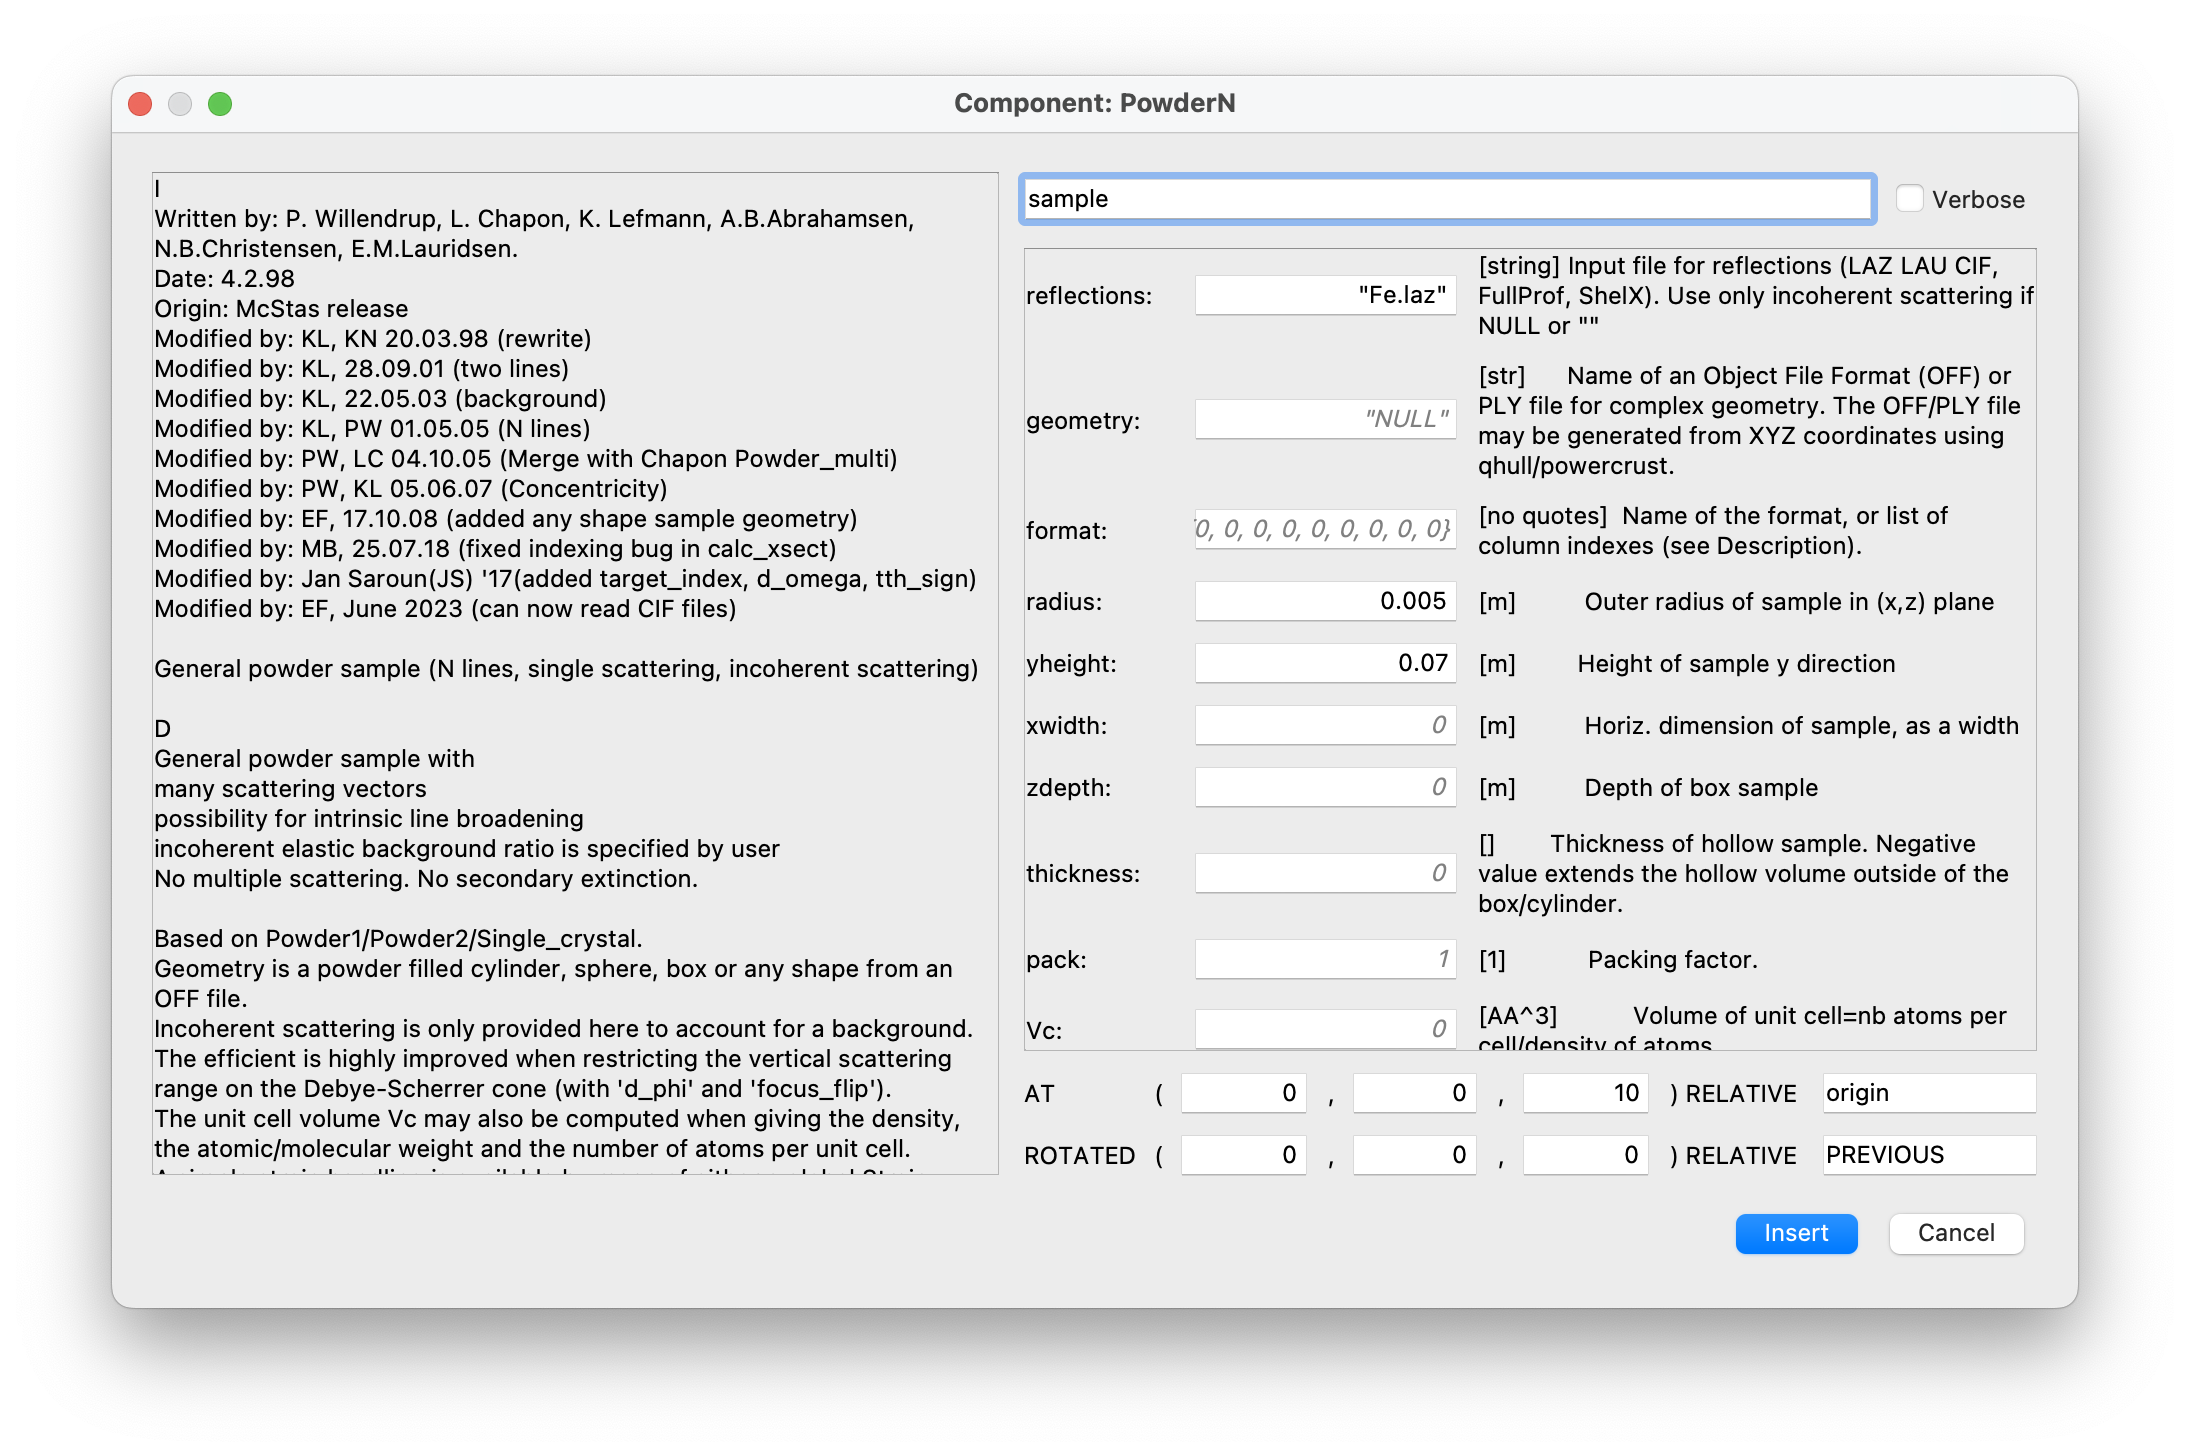 Component: PowderN
I
Written by: P. Willendrup, L. Chapon, K. Lefmann, A.B.Abrahamsen,
N.B.Christensen, E.M.Lauridsen.
Date: 4.2.98
Origin: McStas release
Modified by: KL, KN 20.03.98 (rewrite)
Modified by: KL, 28.09.01 (two lines)
Modified by: KL, 22.05.03 (background)
Modified by: KL, PW 01.05.05 (N lines)
Modified by: PW, LC 04.10.05 (Merge with Chapon Powder_multi)
Modified by: PW, KL 05.06.07 (Concentricity)
Modified by: EF, 17.10.08 (added any shape sample geometry)
Modified by: MB, 25.07.18 (fixed indexing bug in calc_xsect)
Modified by: Jan Saroun(JS) '17(added target_index, d_omega, tth_sign)
Modified by: EF, June 2023 (can now read CIF files)
General powder sample (N lines, single scattering, incoherent scattering)
D
General powder sample with
many scattering vectors
possibility for intrinsic line broadening
incoherent elastic background ratio is specified by user
No multiple scattering. No secondary extinction.
Based on Powder1/Powder2/Single_crystal.
Geometry is a powder filled cylinder, sphere, box or any shape from an
OFF file.
Incoherent scattering is only provided here to account for a background.
The efficient is highly improved when restricting the vertical scattering
range on the Debye-Scherrer cone (with 'd_phi' and 'focus_flip').
The unit cell volume Vc may also be computed when giving the density,
the atomic/molecular weight and the number of atoms per unit cell.
sample
Verbose
reflections: "Fe.laz" [string] Input file for reflections (LAZ LAU CIF,
FullProf, ShelX). Use only incoherent scattering if
NULL or ""
geometry: "NULL" [str] Name of an Object File Format (OFF) or
PLY file for complex geometry. The OFF/PLY file
may be generated from XYZ coordinates using
qhull/powercrust.
format: 0, 0, 0, 0, 0, 0, 0, 0, 0} [no quotes] Name of the format, or list of
column indexes (see Description).
radius: 0.005 [m] Outer radius of sample in (x,z) plane
yheight: 0.07 [m] Height of sample y direction
xwidth: 0 [m] Horiz. dimension of sample, as a width
zdepth: 0 [m] Depth of box sample
thickness: 0 [] Thickness of hollow sample. Negative
value extends the hollow volume outside of the
box/cylinder.
pack: 1 [1] Packing factor.
Vc: 0 [AA^3] Volume of unit cell=nb atoms per
cell/density of atoms
AT ( 0 , 0 , 10 ) RELATIVE origin
ROTATED ( 0 , 0 , 0 ) RELATIVE PREVIOUS
Insert Cancel